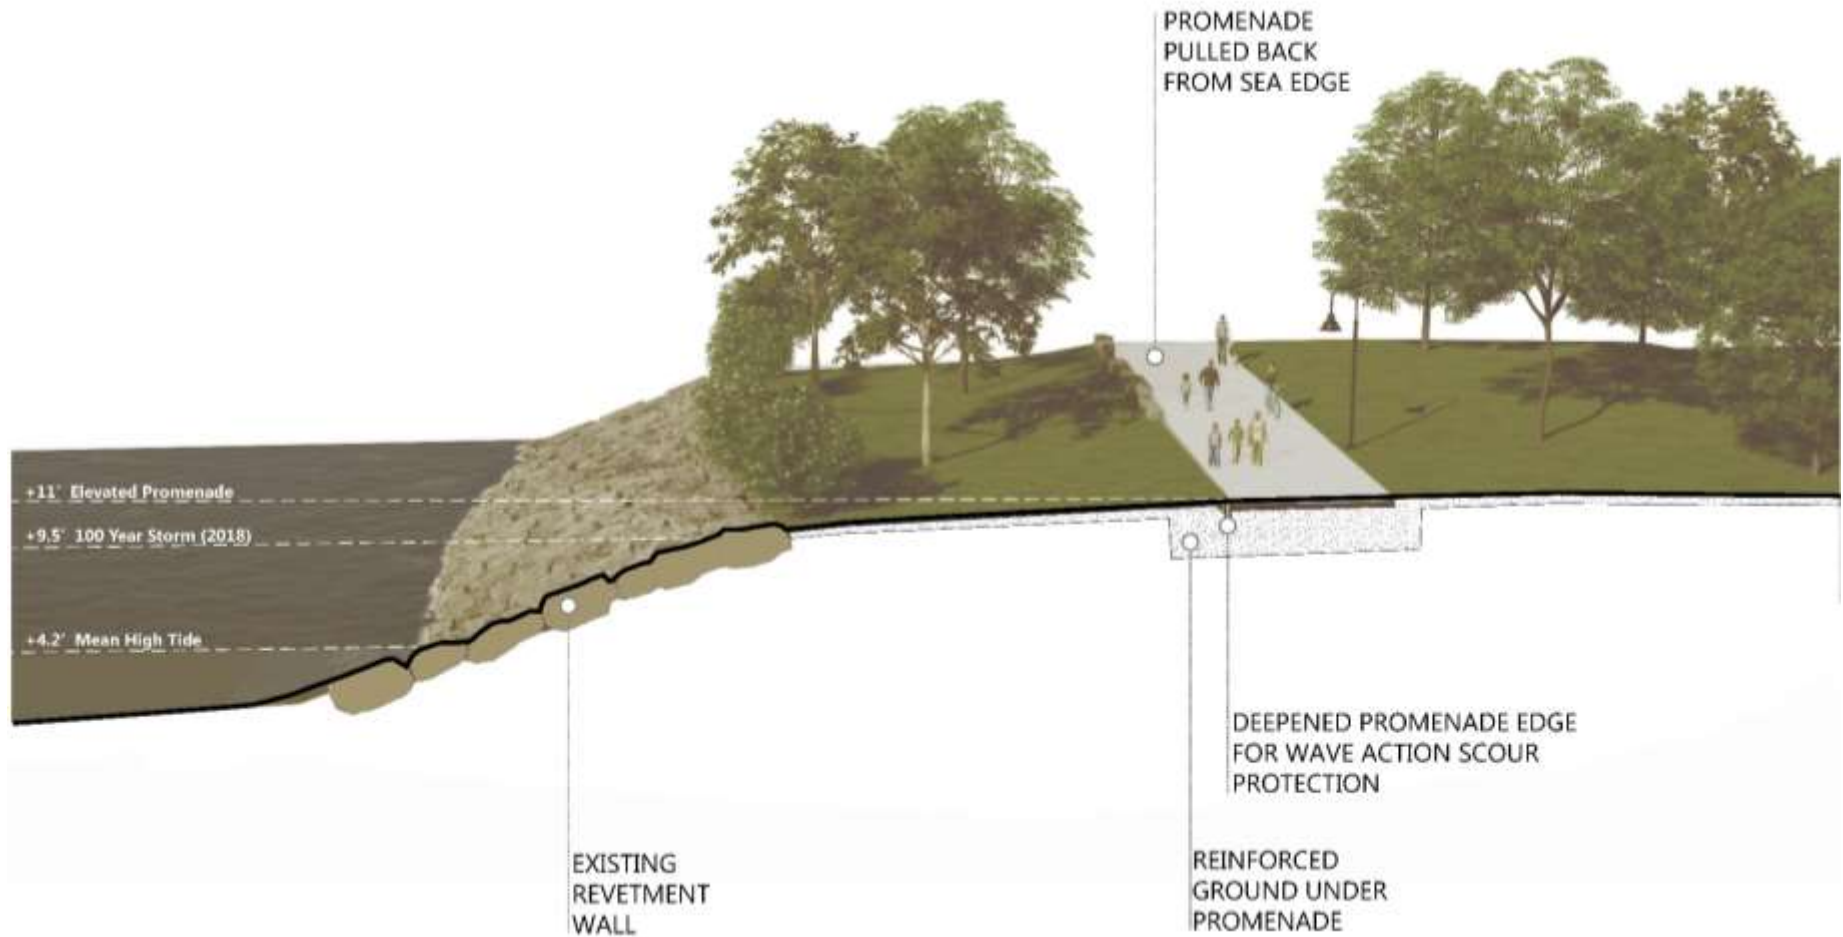 PROMENADE
PULLED BACK
FROM SEA EDGE
+11' Elevated Promenade
+9.5' 100 Year Storm (2018)
+4.2' Mean High Tide
DEEPENED PROMENADE EDGE
FOR WAVE ACTION SCOUR
PROTECTION
EXISTING
REVETMENT
WALL
REINFORCED
GROUND UNDER
PROMENADE